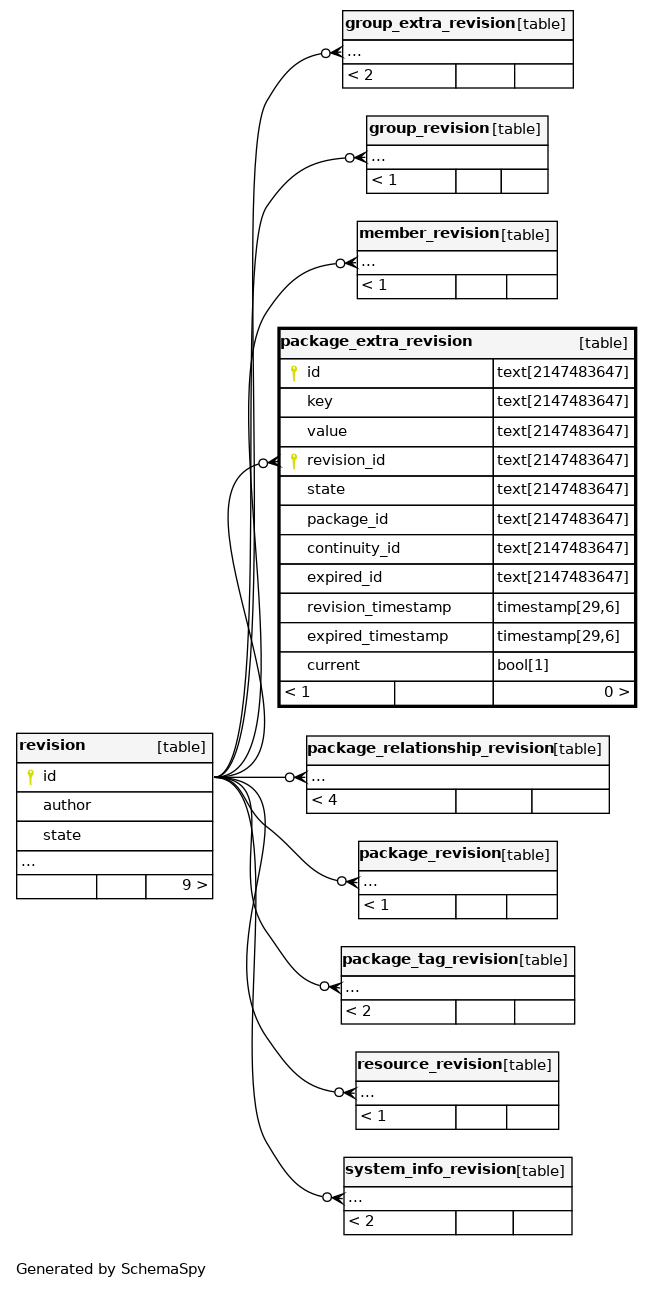 group_extra_revision [table]
...
< 2
group_revision [table]
...
< 1
member_revision [table]
...
< 1
package_extra_revision [table]
id text[2147483647]
key text[2147483647]
value text[2147483647]
revision_id text[2147483647]
state text[2147483647]
package_id text[2147483647]
continuity_id text[2147483647]
expired_id text[2147483647]
revision_timestamp timestamp[29,6]
expired_timestamp timestamp[29,6]
current bool[1]
< 1 0 >
revision [table]
id
author
state
...
9 >
package_relationship_revision [table]
...
< 4
package_revision [table]
...
< 1
package_tag_revision [table]
...
< 2
resource_revision [table]
...
< 1
system_info_revision [table]
...
< 2
Generated by SchemaSpy